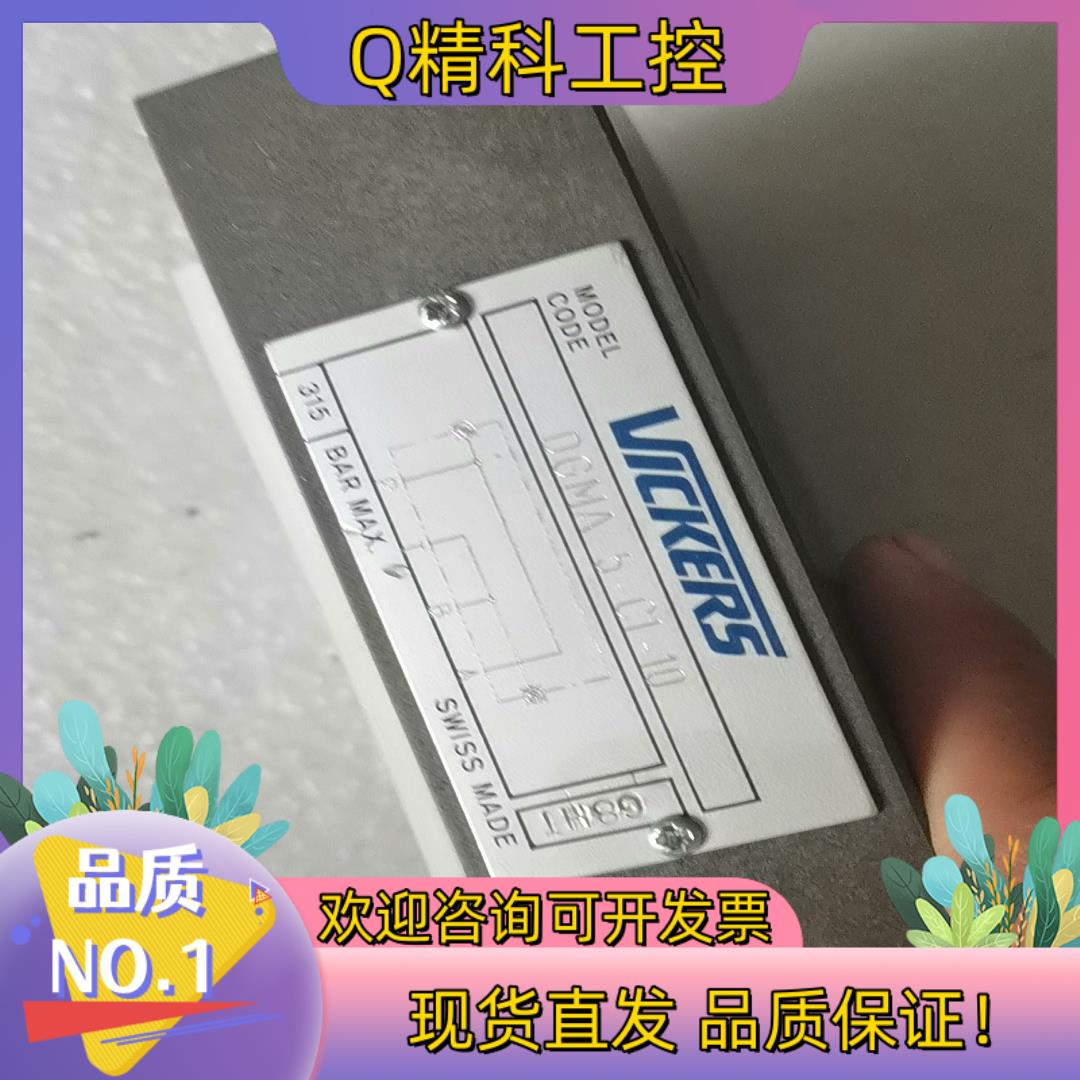 Q精科工控
MODEL
CODE
VICKERS
DGMA 5 C1-10
315 BAR MAX.
P
T
B
A
SWISS MADE
欢迎咨询可开发票
品质
NO.1
现货直发 品质保证!